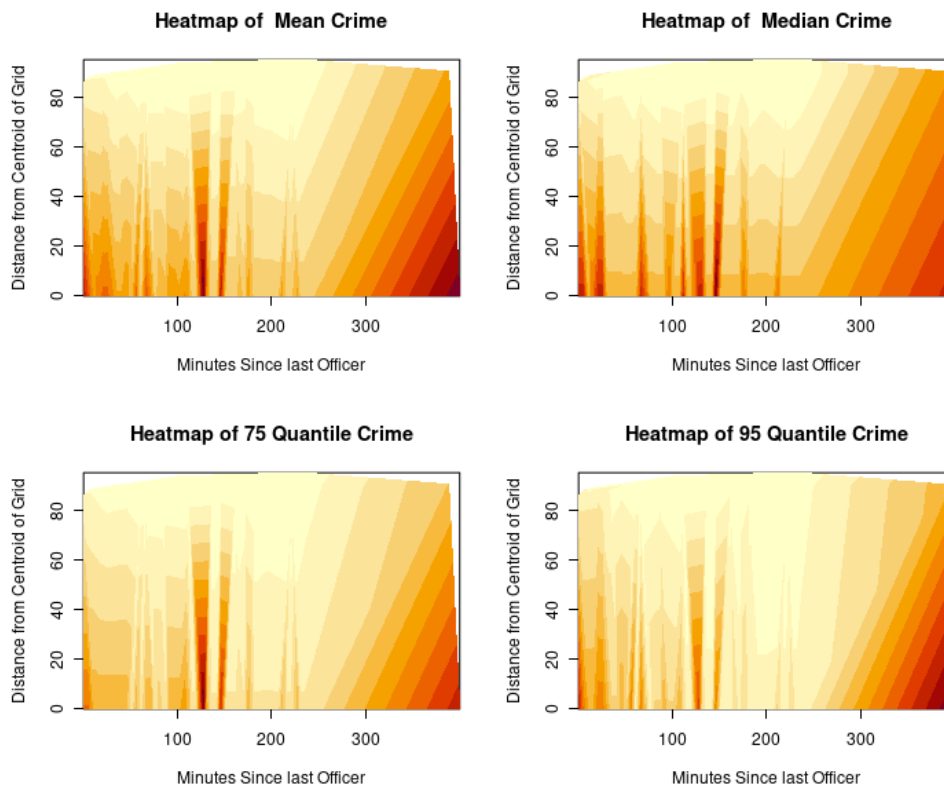 Heatmap of  Mean Crime
Distance from Centroid of Grid
0 20 40 60 80
100 200 300
Minutes Since last Officer
Heatmap of  Median Crime
Distance from Centroid of Grid
0 20 40 60 80
100 200 300
Minutes Since last Officer
Heatmap of 75 Quantile Crime
Distance from Centroid of Grid
0 20 40 60 80
100 200 300
Minutes Since last Officer
Heatmap of 95 Quantile Crime
Distance from Centroid of Grid
0 20 40 60 80
100 200 300
Minutes Since last Officer